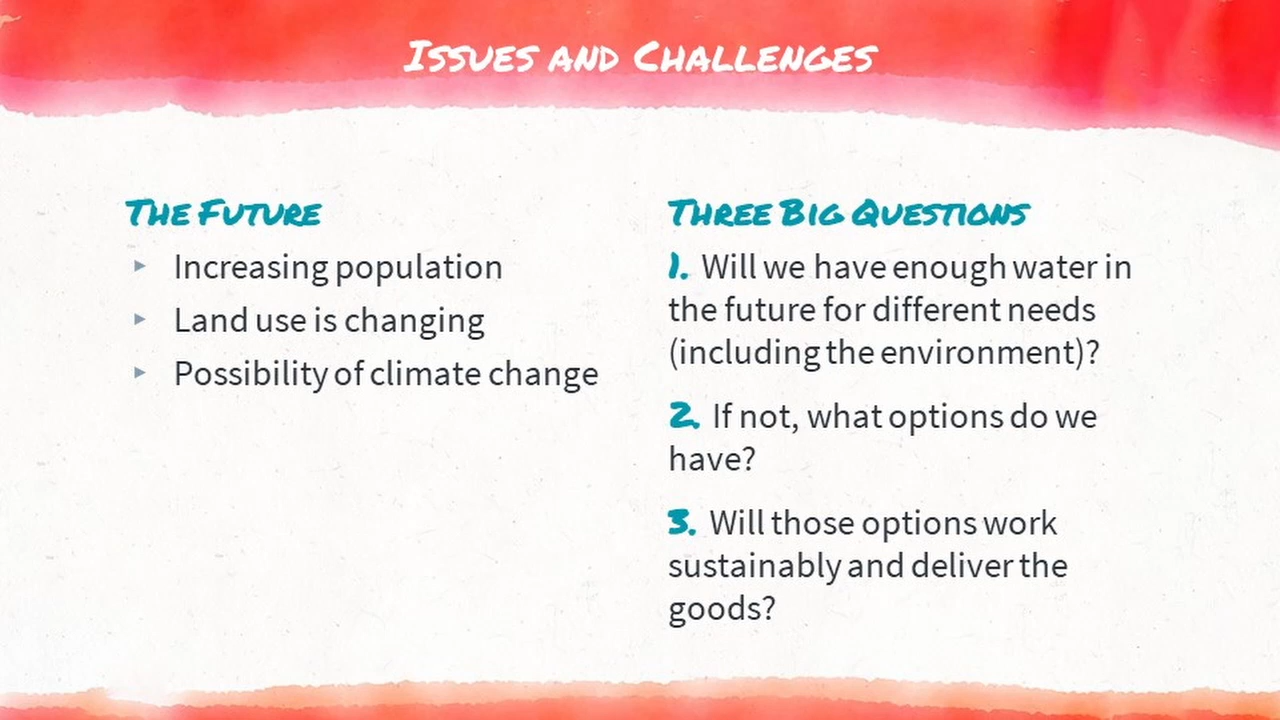 Issues and Challenges
The Future
▸ Increasing population
▸ Land use is changing
▸ Possibility of climate change
Three Big Questions
1. Will we have enough water in
the future for different needs
(including the environment)?
2. If not, what options do we
have?
3. Will those options work
sustainably and deliver the
goods?